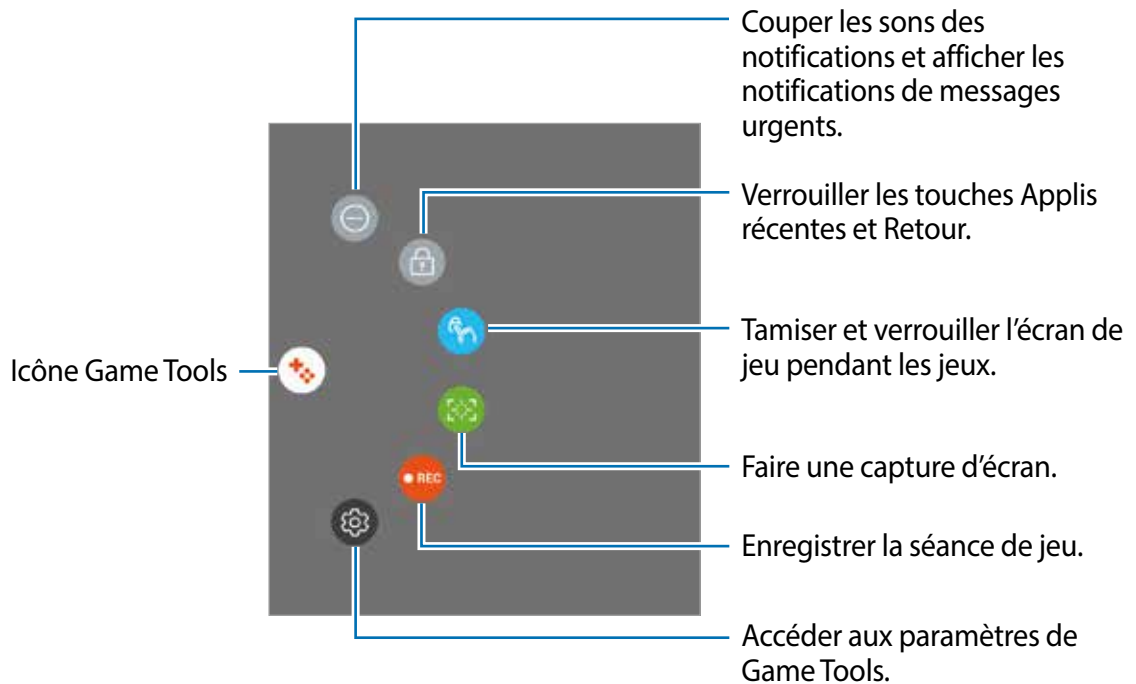 Couper les sons des
notifications et afficher les
notifications de messages
urgents.
Verrouiller les touches Applis
récentes et Retour.
Tamiser et verrouiller l’écran de
jeu pendant les jeux.
Icône Game Tools
Faire une capture d’écran.
REC
Enregistrer la séance de jeu.
Accéder aux paramètres de
Game Tools.